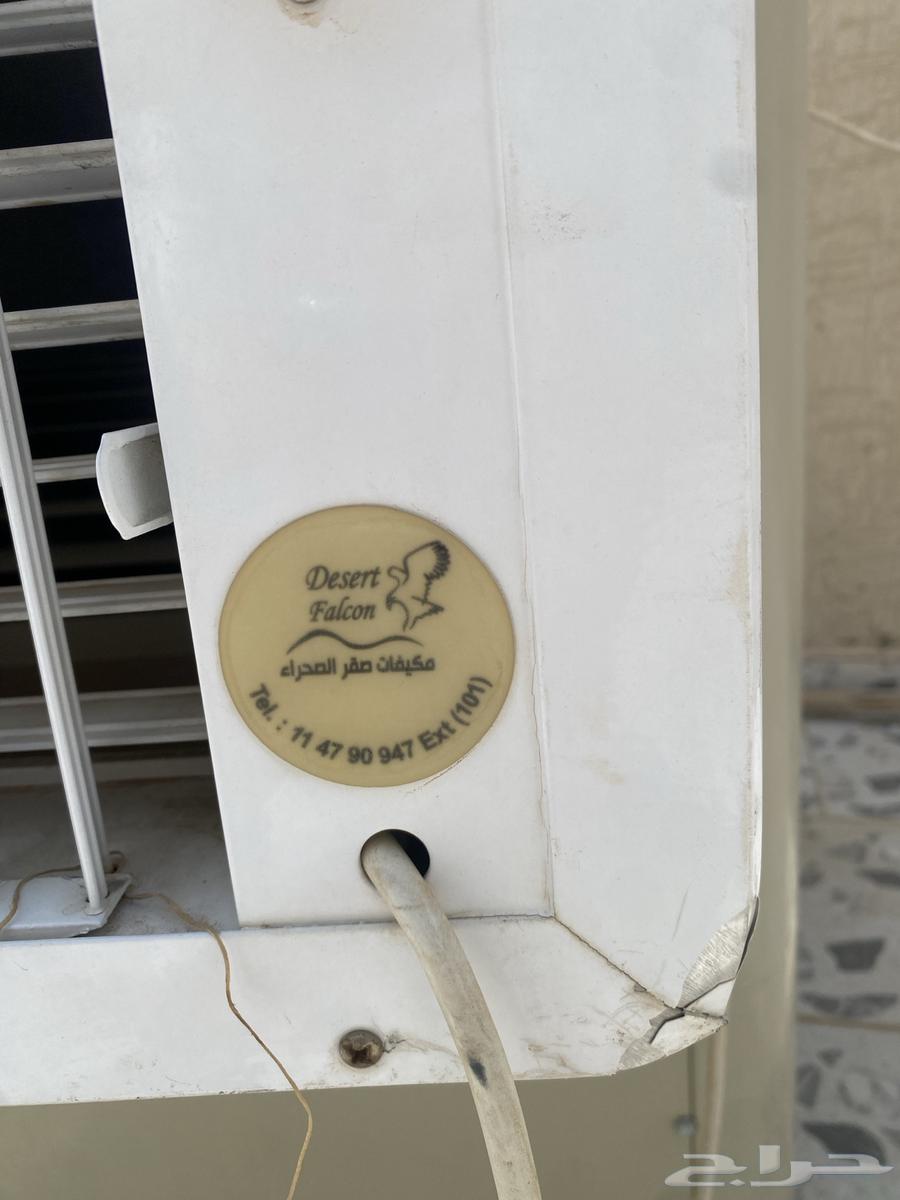 Desert
Falcon
مكيفات صقر الصحراء
Tel. : 11 47 90 947 Ext (101)
حراج